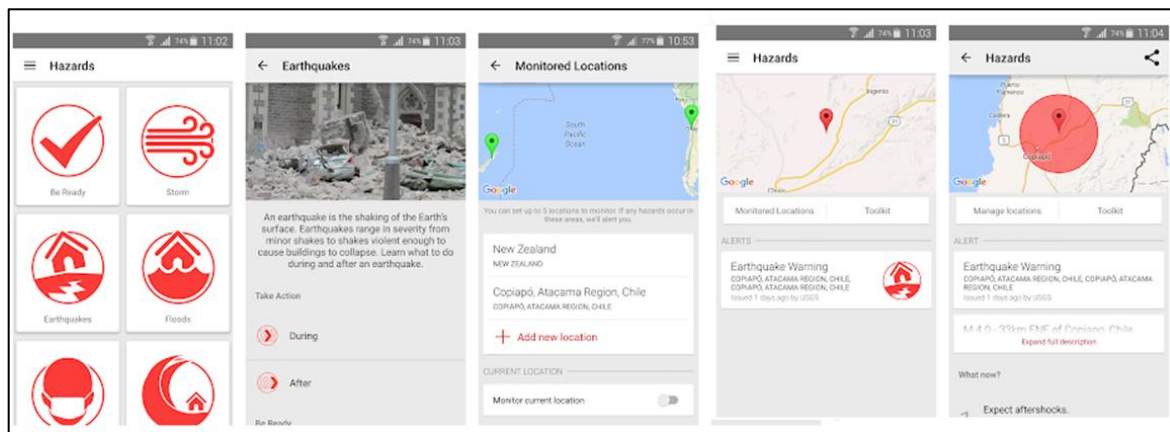 74% 11:02
Hazards
Be Ready
Storm
Earthquakes
Floods
74% 11:03
Earthquakes
An earthquake is the shaking of the Earth's
surface. Earthquakes range in severity from
minor shakes to shakes violent enough to
cause buildings to collapse. Learn what to do
during and after an earthquake.
Take Action
During
After
Be Ready
77% 10:53
Monitored Locations
South
Pacific
Ocean
Google
You can set up to 5 locations to monitor. If any hazards occur in
these areas, we'll alert you.
New Zealand
NEW ZEALAND
Copiapó, Atacama Region, Chile
COPIAPÓ, ATACAMA REGION, CHILE
Add new location
CURRENT LOCATION
Monitor current location
74% 11:03
Hazards
Ingenio
31
Google
Monitored Locations
Toolkit
ALERTS
Earthquake Warning
COPIAPÓ, ATACAMA REGION, CHILE,
COPIAPÓ, ATACAMA REGION, CHILE
Issued 1 days ago by USGS
74% 11:04
Hazards
Puerto
Flamenco
Caldera
5
31
Copiapó
Google
Manage locations
Toolkit
ALERT
Earthquake Warning
COPIAPÓ, ATACAMA REGION, CHILE, COPIAPÓ, ATACAMA
REGION, CHILE
Issued 1 days ago by USGS
M 4.0 - 33km ENE of Copiapo, Chile
Expand full description
What now?
Expect aftershocks.